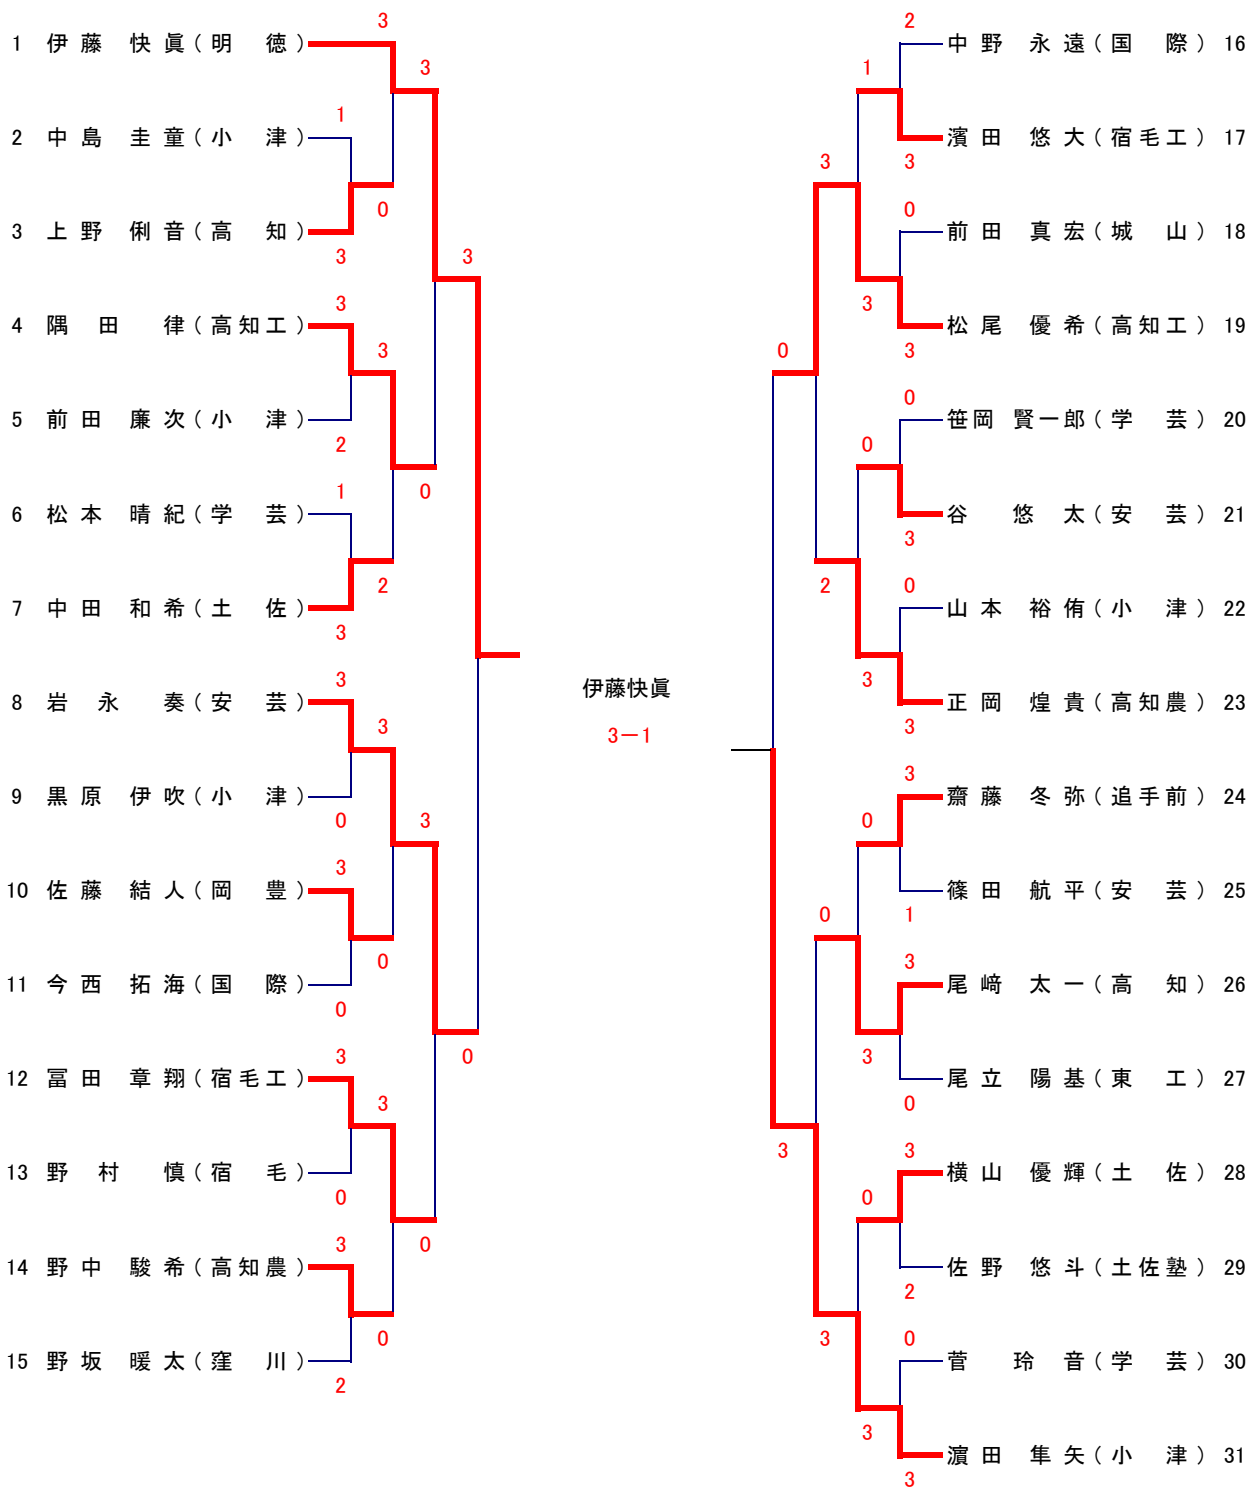 3
1 伊藤 快眞(明 徳)
3
1
2 中島 圭童(小 津)
0
3 上野 俐音(高 知)
3
3
3
4 隅田 律(高知工)
3
5 前田 廉次(小 津)
2
1
0
6 松本 晴紀(学 芸)
2
7 中田 和希(土 佐)
3
3
8 岩永 奏(安 芸)
3
9 黒原 伊吹(小 津)
0
3
3
10 佐藤 結人(岡 豊)
0
11 今西 拓海(国 際)
0
3
0
12 冨田 章翔(宿毛工)
3
13 野村 慎(宿 毛)
0
3
0
14 野中 駿希(高知農)
0
15 野坂 暖太(窪 川)
2
伊藤快眞
3-1
2
中野 永遠(国 際) 16
1
濱田 悠大(宿毛工) 17
3
3
0
前田 真宏(城 山) 18
3
松尾 優希(高知工) 19
0
3
0
笹岡 賢一郎(学 芸) 20
0
谷 悠太(安 芸) 21
3
2
0
山本 裕侑(小 津) 22
3
正岡 煌貴(高知農) 23
3
3
齋藤 冬弥(追手前) 24
0
篠田 航平(安 芸) 25
0
1
3
尾﨑 太一(高 知) 26
3
尾立 陽基(東 工) 27
0
3
3
横山 優輝(土 佐) 28
0
佐野 悠斗(土佐塾) 29
2
3
0
菅 玲音(学 芸) 30
3
濵田 隼矢(小 津) 31
3